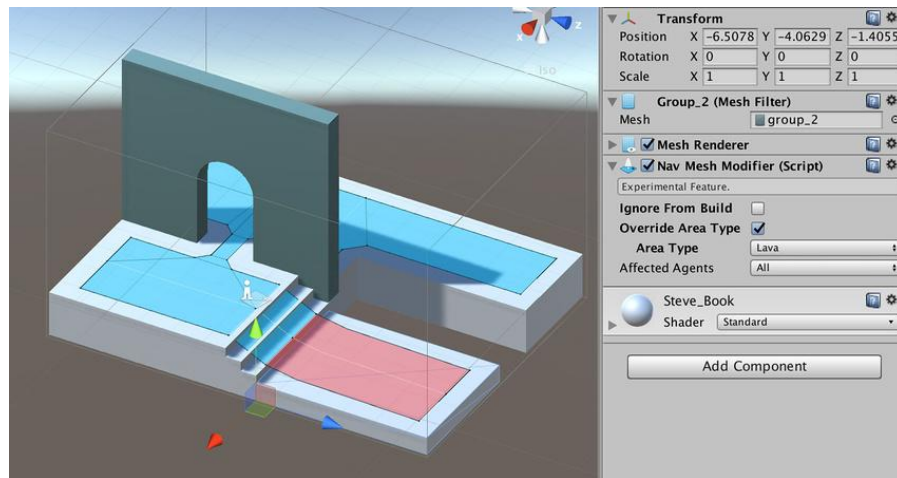 x
z
Iso
Transform
Position X -6.5078 Y -4.0629 Z -1.4055
Rotation X 0 Y 0 Z 0
Scale X 1 Y 1 Z 1
Group_2 (Mesh Filter)
Mesh group_2
Mesh Renderer
Nav Mesh Modifier (Script)
Experimental Feature.
Ignore From Build
Override Area Type
Area Type Lava
Affected Agents All
Steve_Book
Shader Standard
Add Component